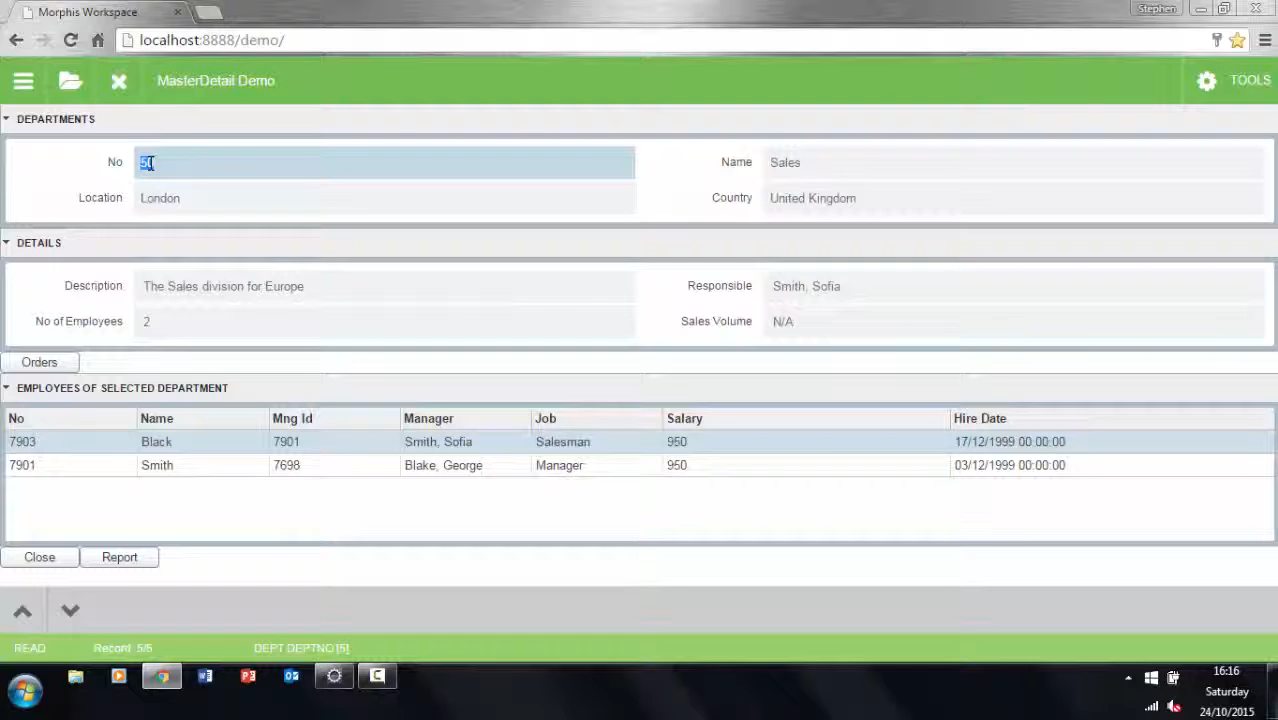 Morphis Workspace
Stephen
localhost:8888/demo/
MasterDetail Demo
TOOLS
DEPARTMENTS
No 50 Name Sales
Location London Country United Kingdom
DETAILS
Description The Sales division for Europe Responsible Smith, Sofia
No of Employees 2 Sales Volume N/A
Orders
EMPLOYEES OF SELECTED DEPARTMENT
No Name Mng Id Manager Job Salary Hire Date
7903 Black 7901 Smith, Sofia Salesman 950 17/12/1999 00:00:00
7901 Smith 7698 Blake, George Manager 950 03/12/1999 00:00:00
Close Report
READ Record 5/5 DEPT DEPTNO [5]
16:16
Saturday
24/10/2015